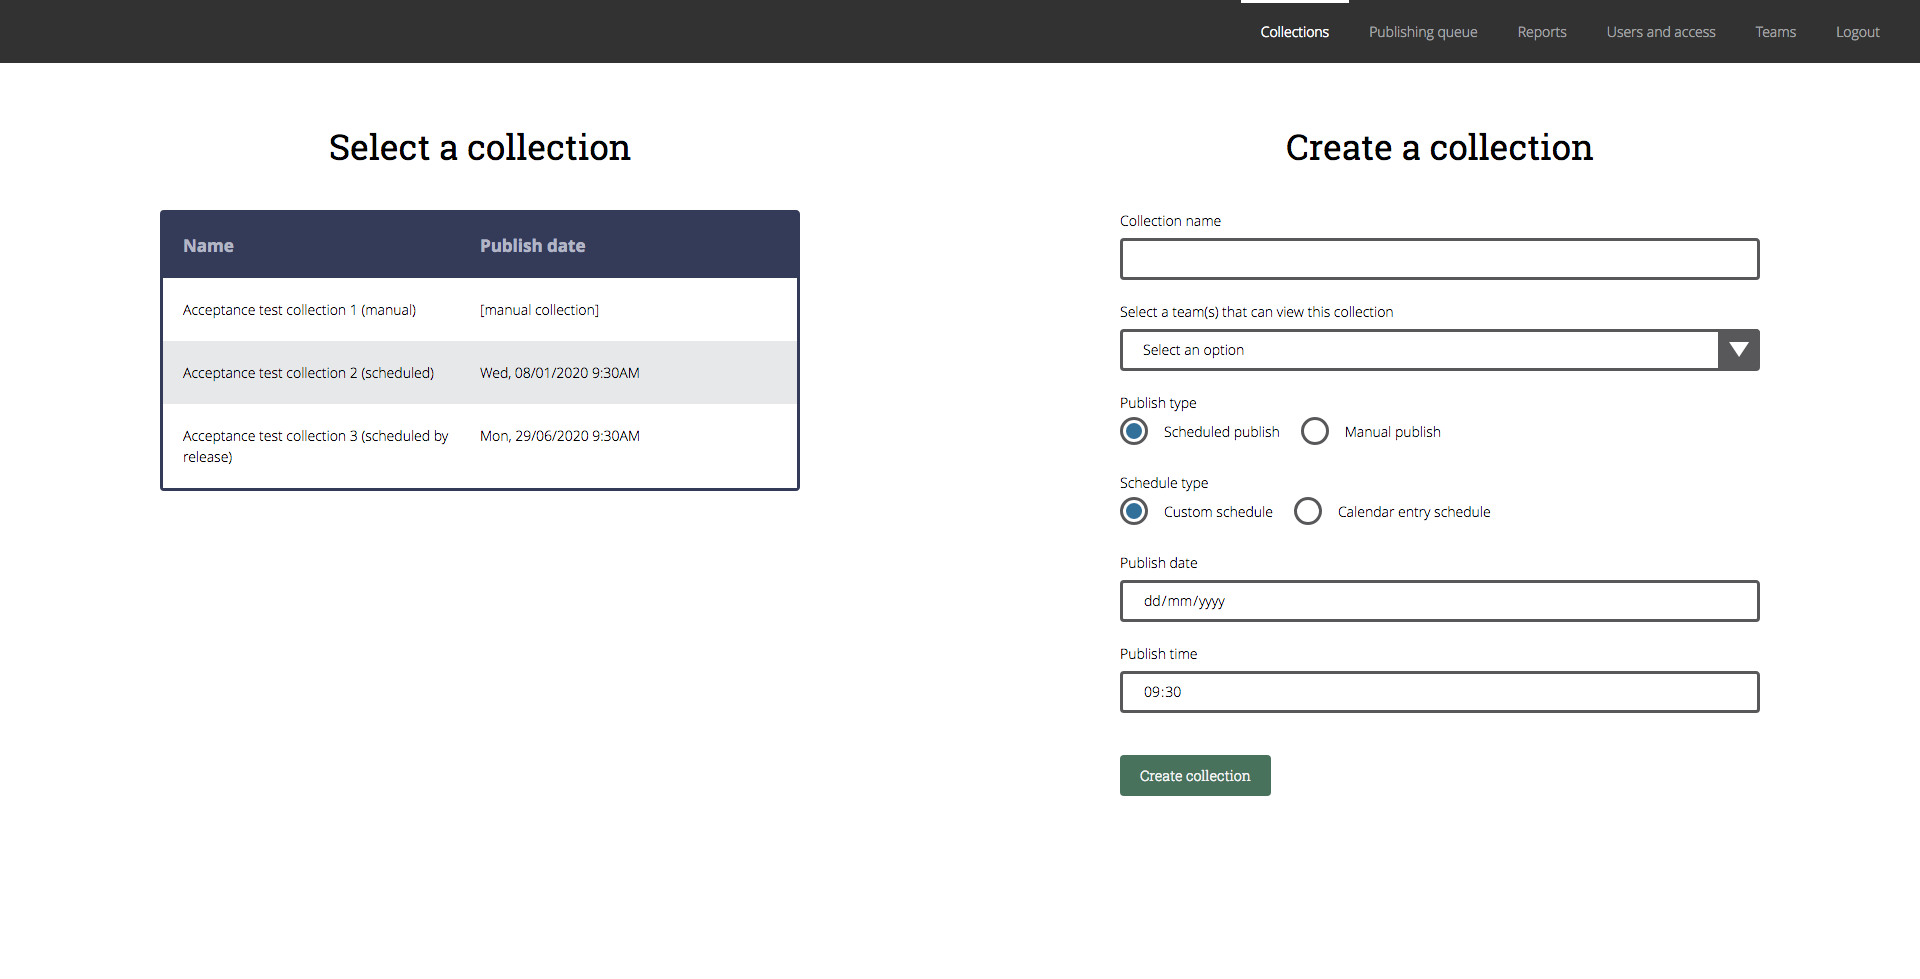 Collections
Publishing queue
Reports
Users and access
Teams
Logout
Select a collection
Name
Publish date
Acceptance test collection 1 (manual)
[manual collection]
Acceptance test collection 2 (scheduled)
Wed, 08/01/2020 9:30AM
Acceptance test collection 3 (scheduled by
release)
Mon, 29/06/2020 9:30AM
Create a collection
Collection name
Select a team(s) that can view this collection
Select an option
Publish type
Scheduled publish
Manual publish
Schedule type
Custom schedule
Calendar entry schedule
Publish date
dd/mm/yyyy
Publish time
09:30
Create collection